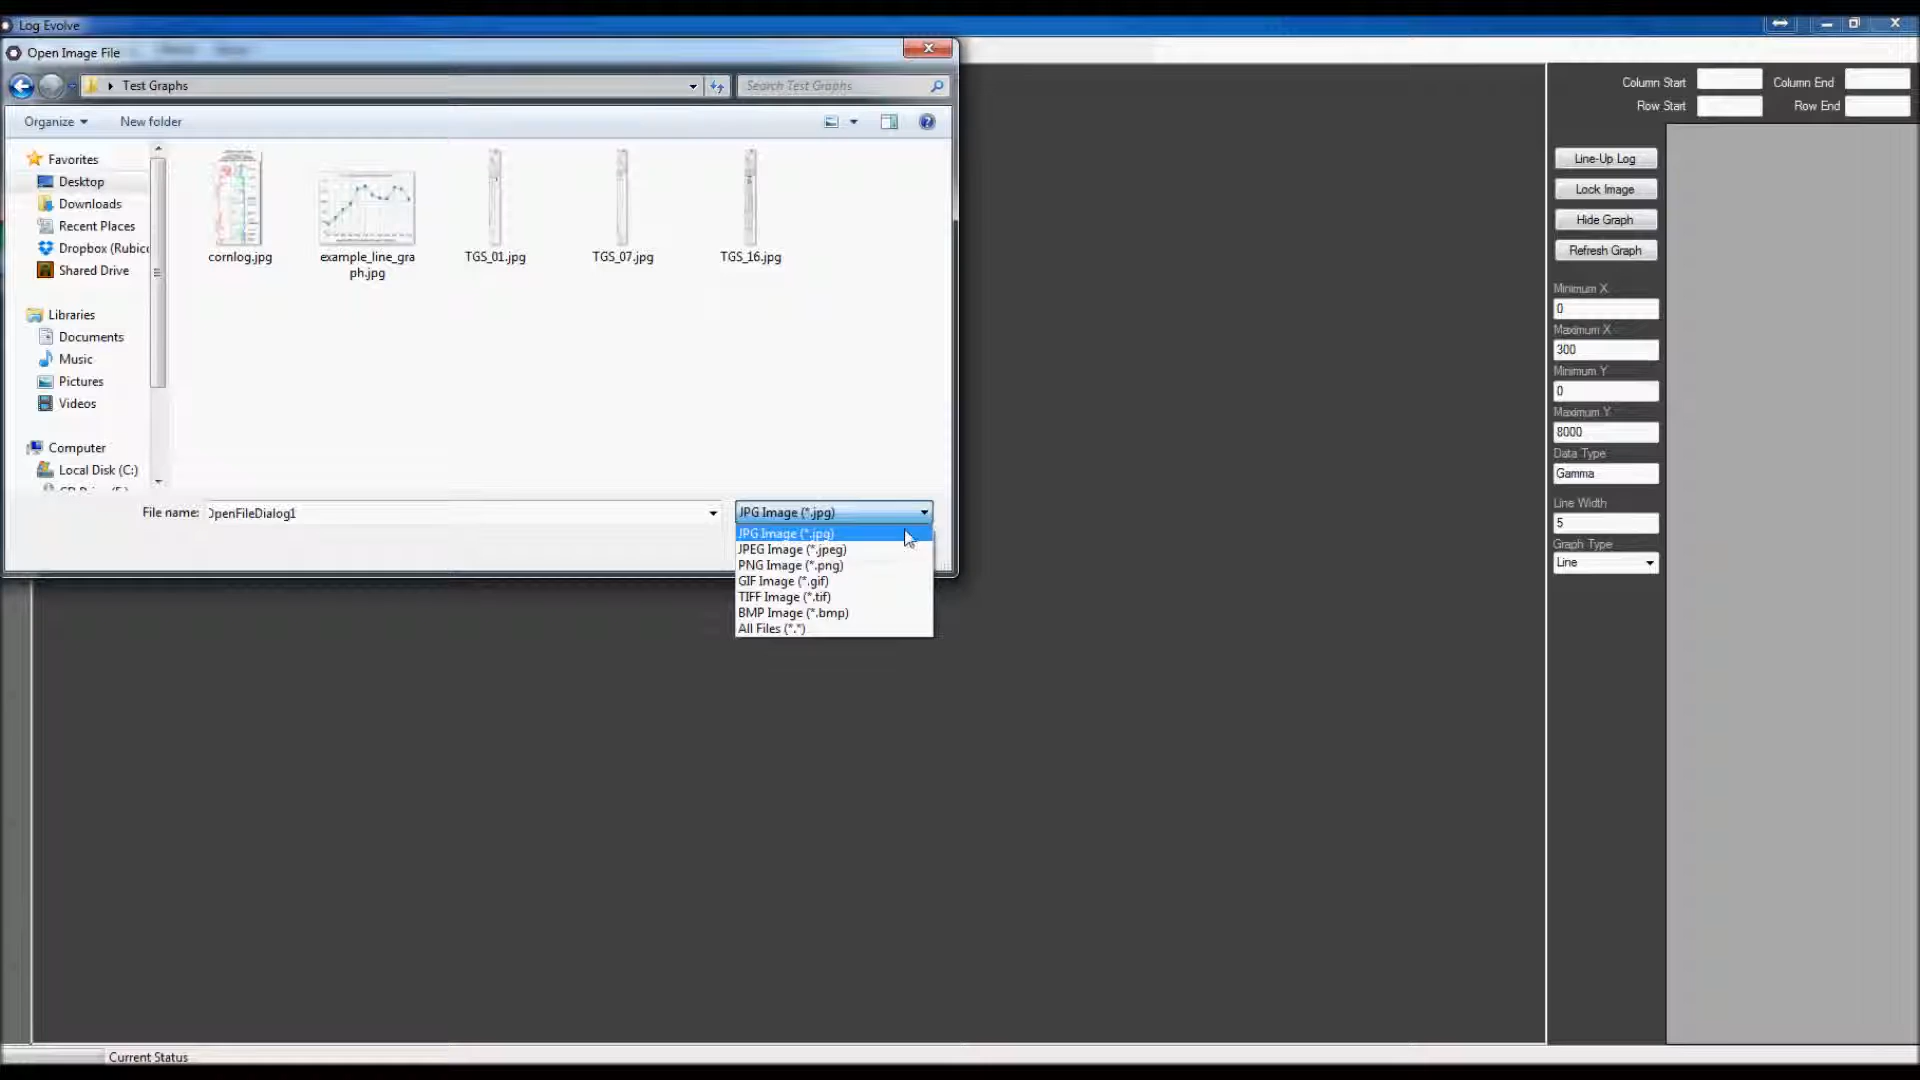 Log Evolve
Open Image File
Test Graphs
Search Test Graphs
Organize
New folder
Favorites
Desktop
Downloads
Recent Places
Dropbox (Rubico
Shared Drive
Libraries
Documents
Music
Pictures
Videos
Computer
Local Disk (C:)
cornlog.jpg
example_line_gra
ph.jpg
TGS_01.jpg
TGS_07.jpg
TGS_16.jpg
File name:
OpenFileDialog1
JPG Image (*.jpg)
JPG Image (*.jpg)
JPEG Image (*.jpeg)
PNG Image (*.png)
GIF Image (*.gif)
TIFF Image (*.tif)
BMP Image (*.bmp)
All Files (*.*)
Column Start
Column End
Row Start
Row End
Line-Up Log
Lock Image
Hide Graph
Refresh Graph
Minimum X
0
Maximum X
300
Minimum Y
0
Maximum Y
8000
Data Type
Gamma
Line Width
5
Graph Type
Line
Current Status